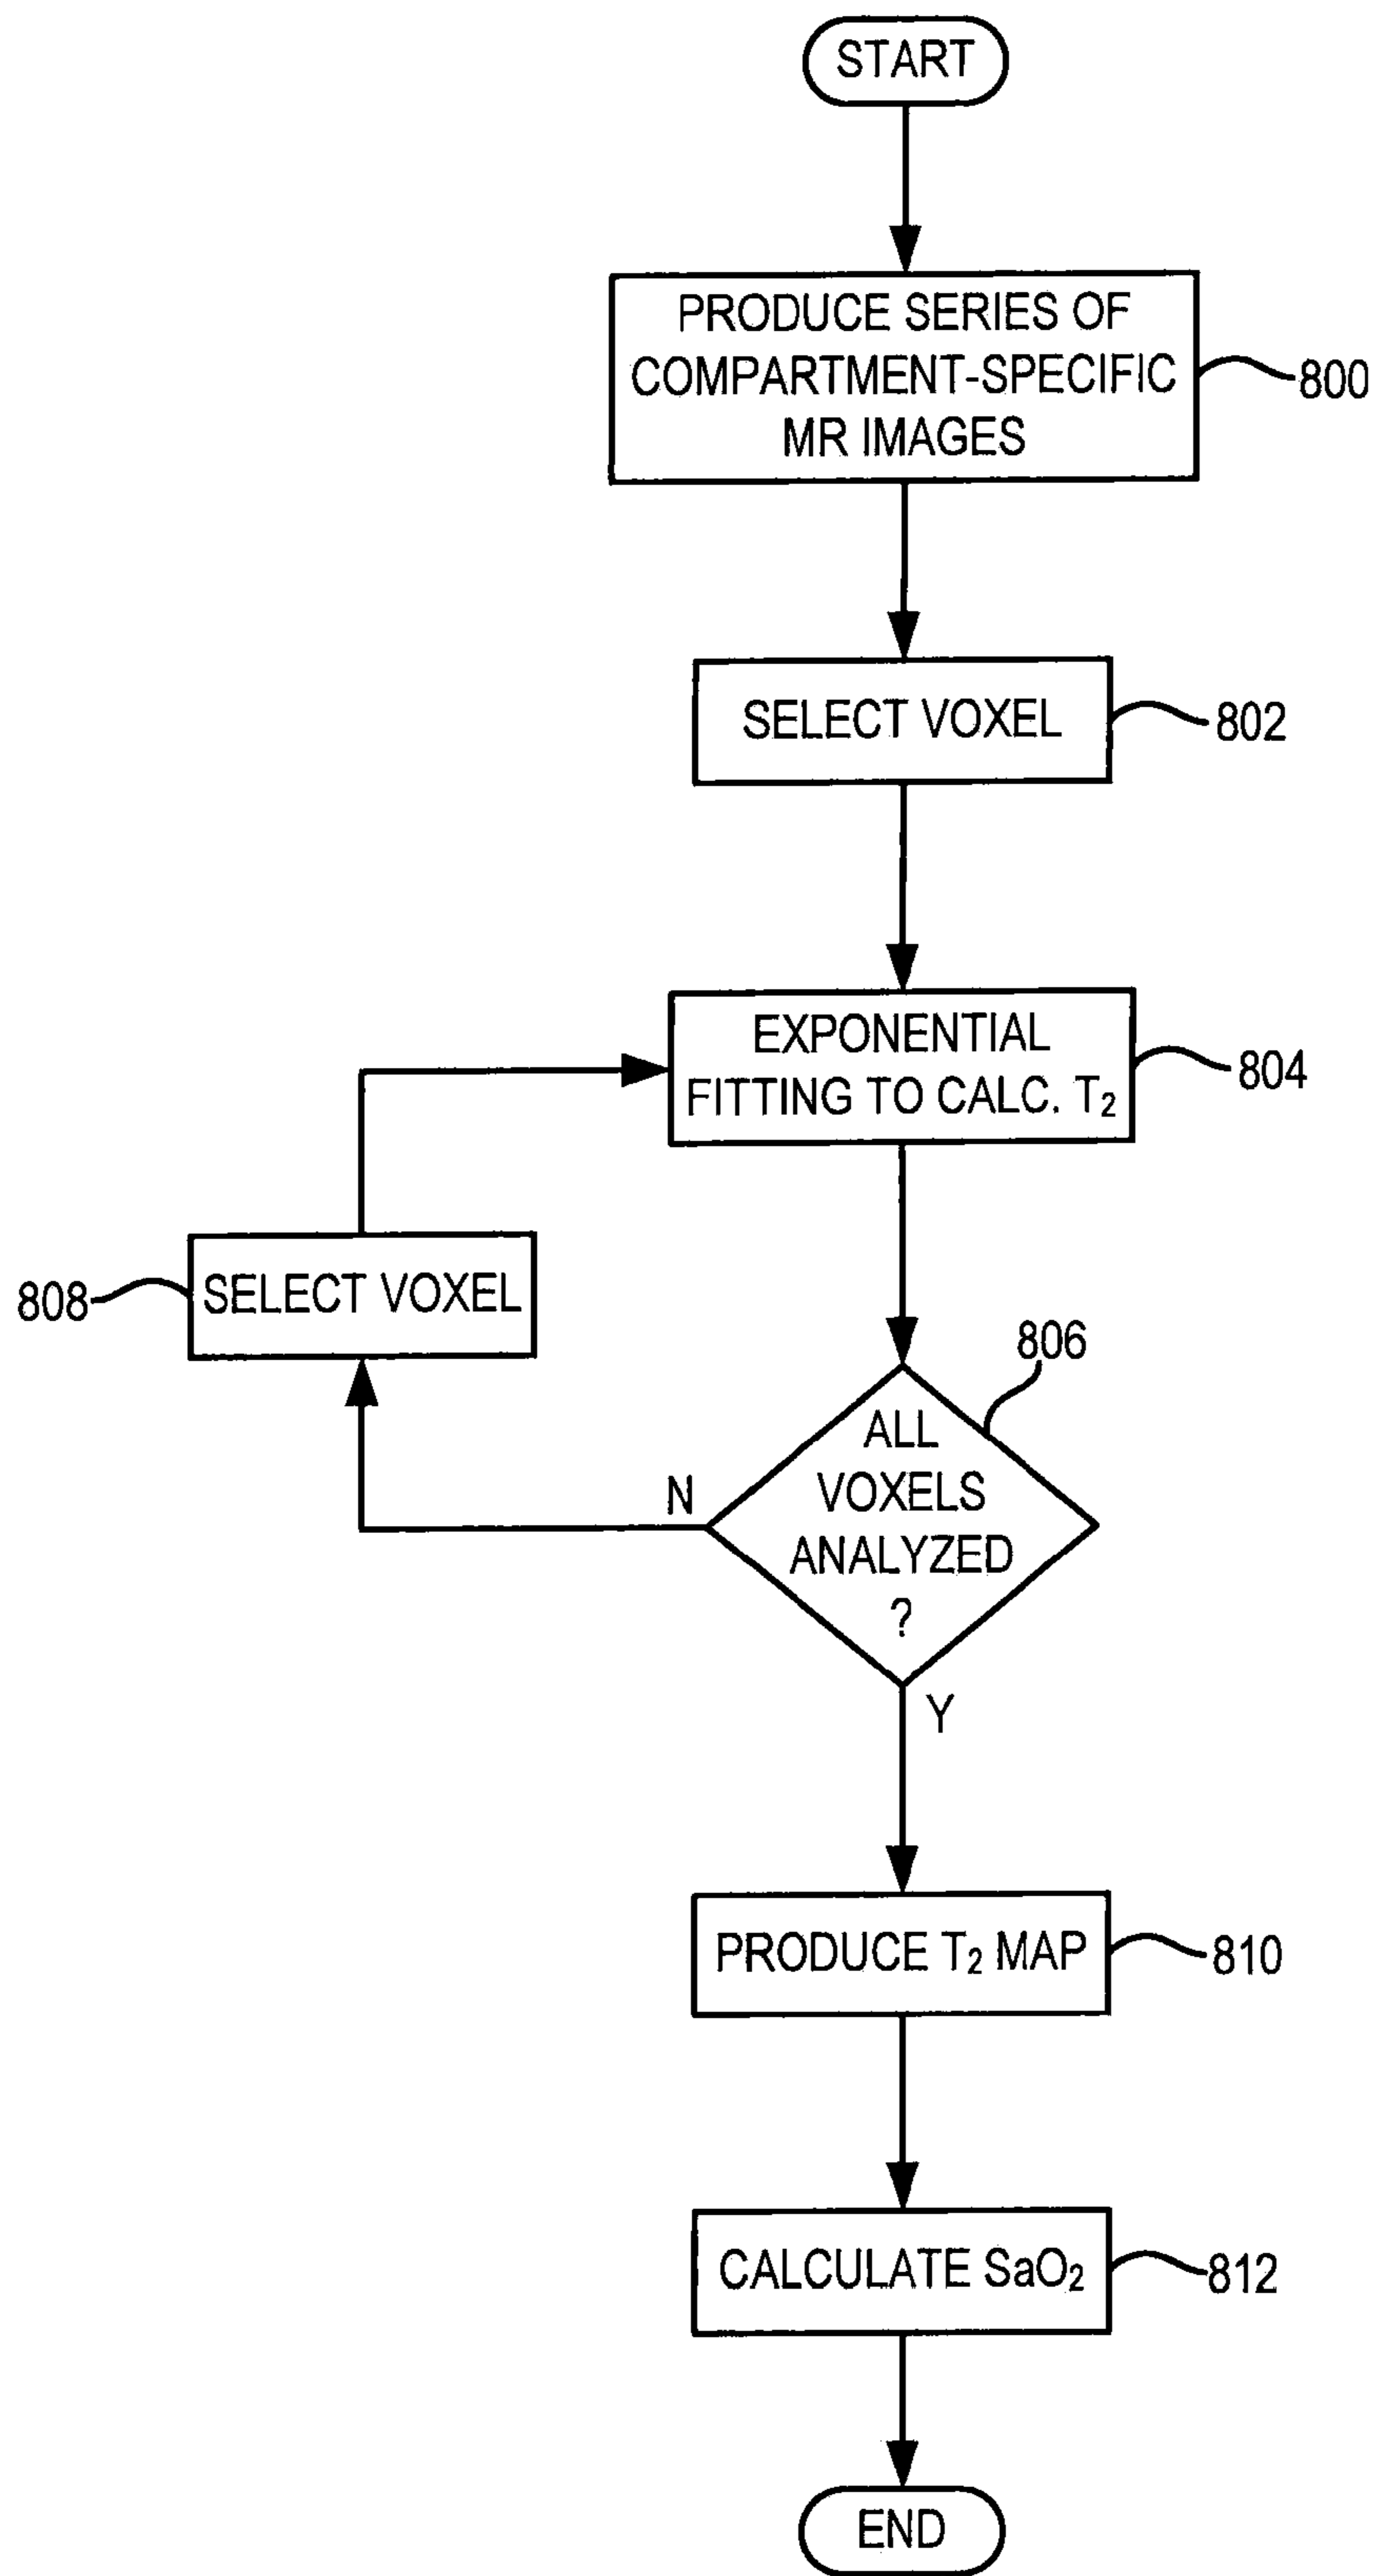 START
PRODUCE SERIES OF
COMPARTMENT-SPECIFIC
MR IMAGES
800
SELECT VOXEL
802
EXPONENTIAL
FITTING TO CALC. T₂
804
808
SELECT VOXEL
806
ALL
VOXELS
ANALYZED
?
N
Y
PRODUCE T₂ MAP
810
CALCULATE SaO₂
812
END